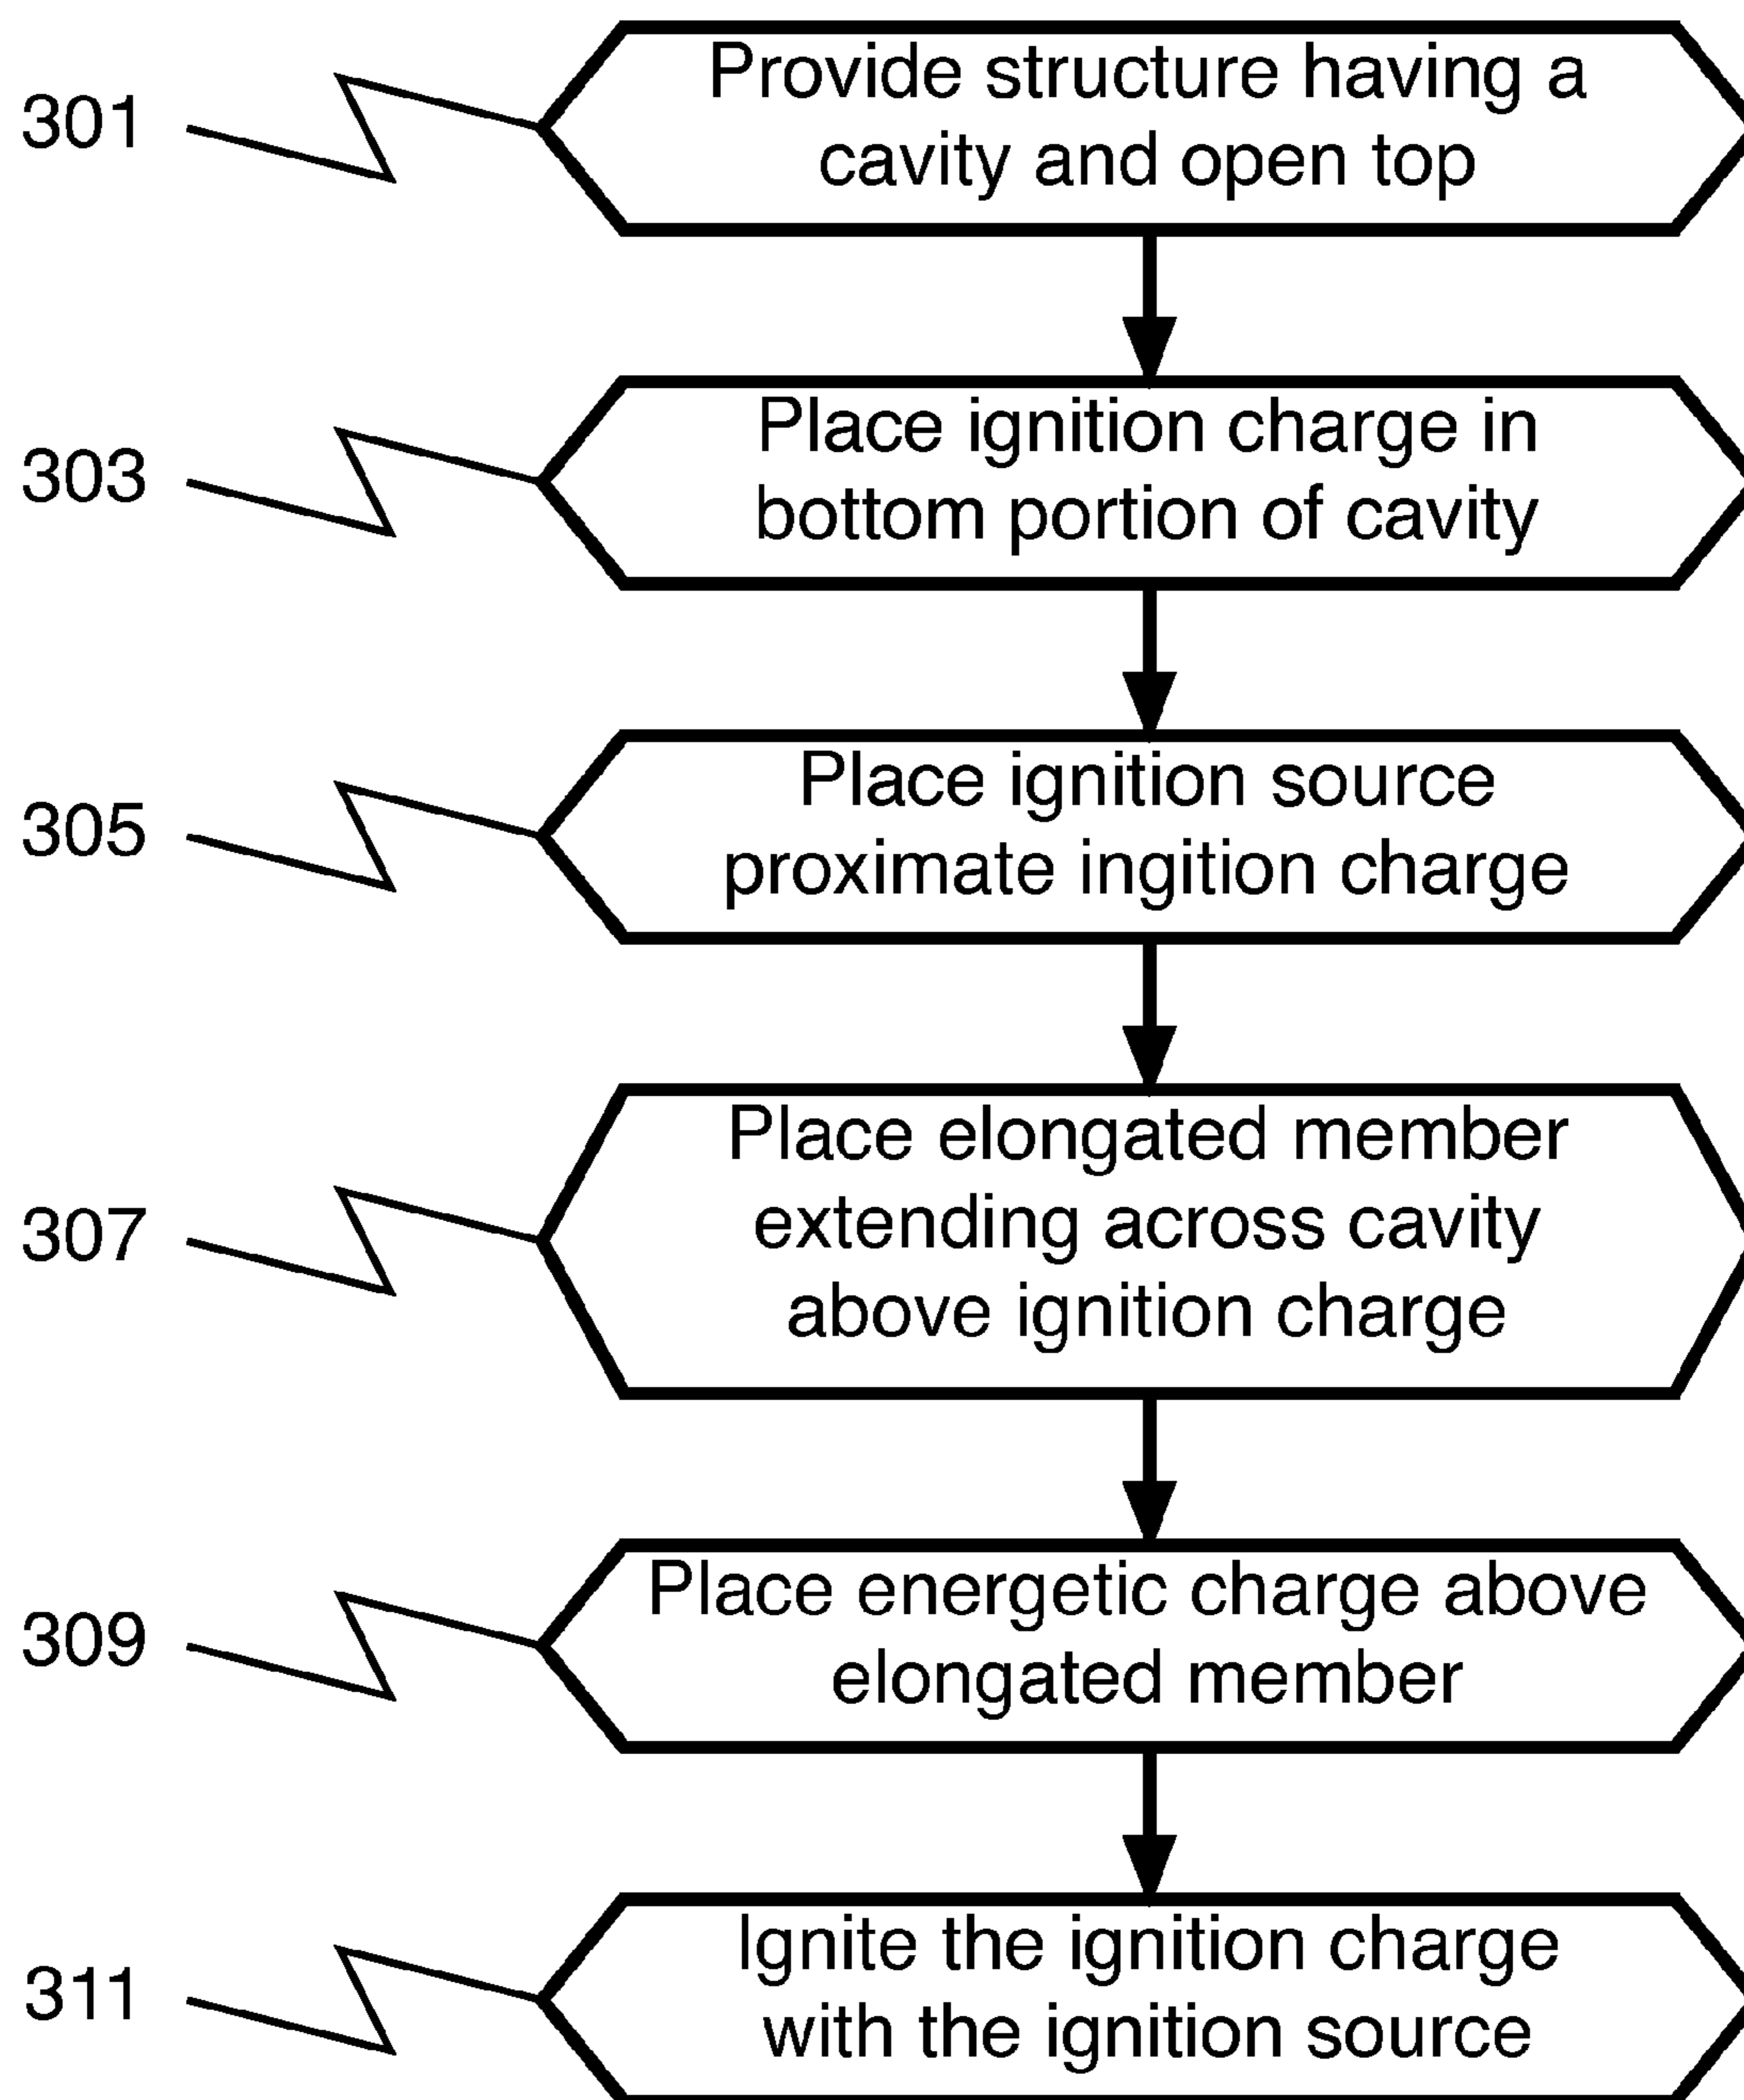 Provide structure having a
301
cavity and open top
Place ignition charge in
303
bottom portion of cavity
Place ignition source
305
proximate ingition charge
Place elongated member
307
extending across cavity
above ignition charge
Place energetic charge above
309
elongated member
Ignite the ignition charge
311
with the ignition source